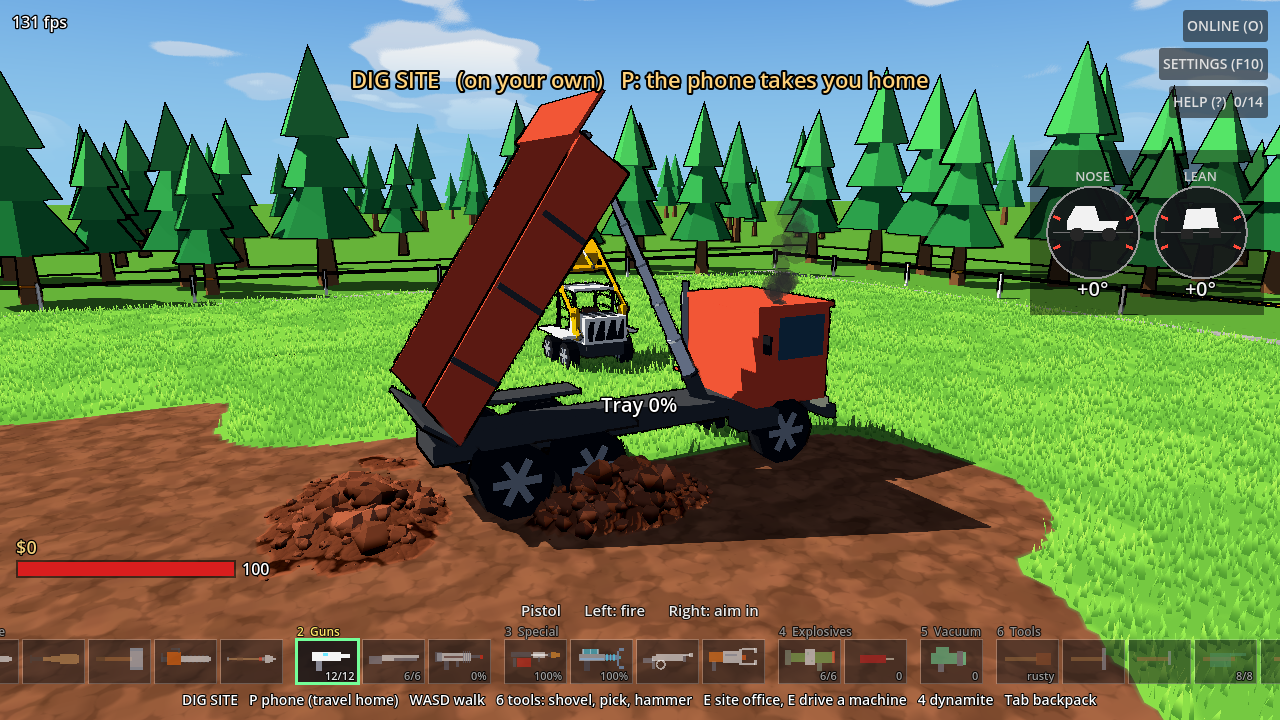 131 fps
ONLINE (O)
SETTINGS (F10)
HELP (?) 0/14
DIG SITE (on your own) P: the phone takes you home
NOSE LEAN
+0° +0°
Tray 0%
$0
100
Pistol Left: fire Right: aim in
e 2 Guns 3 Special 4 Explosives 5 Vacuum 6 Tools
12/12 6/6 0% 100% 100% 6/6 0 0 rusty 8/8
DIG SITE P phone (travel home) WASD walk 6 tools: shovel, pick, hammer E site office, E drive a machine 4 dynamite Tab backpack